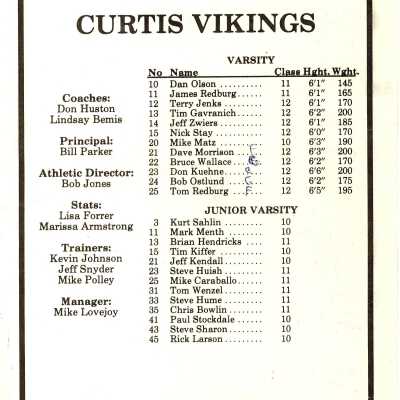 CURTIS VIKINGS
Coaches:
Don Huston
Lindsay Bemis
Principal:
Bill Parker
Athletic Director:
Bob Jones
Stats:
Lisa Forrer
Marissa Armstrong
Trainers:
Kevin Johnson
Jeff Snyder
Mike Polley
Manager:
Mike Lovejoy
VARSITY
No Name Class Hght. Wght.
10 Dan Olson .......... 11 6'1" 145
11 James Redburg ....... 11 6'1" 165
12 Terry Jenks ......... 12 6'1" 170
13 Tim Gavranich ...... 12 6'2" 200
14 Jeff Zwiers .......... 12 6'1" 185
15 Nick Stay ........... 12 6'0" 170
20 Mike Matz .......... 10 6'3" 190
21 Dave Morrison ... F 12 6'3" 200
22 Bruce Wallace ... 12 6'2" 170
23 Don Kuehne ..... 12 6'6" 200
24 Bob Ostlund ..... G 12 6'2" 175
25 Tom Redburg ... F 12 6'5" 195
JUNIOR VARSITY
3 Kurt Sahlin ......... 10
11 Mark Menth ........ 10
13 Brian Hendricks .... 11
15 Tim Kiffer .......... 10
21 Jeff Kendall ......... 10
23 Steve Huish ......... 11
25 Mike Caraballo ...... 11
31 Tom Wenzel ......... 11
33 Steve Hume ......... 11
35 Chris Bowlin ........ 11
41 Paul Stockdale ...... 10
43 Steve Sharon ........ 10
45 Rick Larson ......... 10